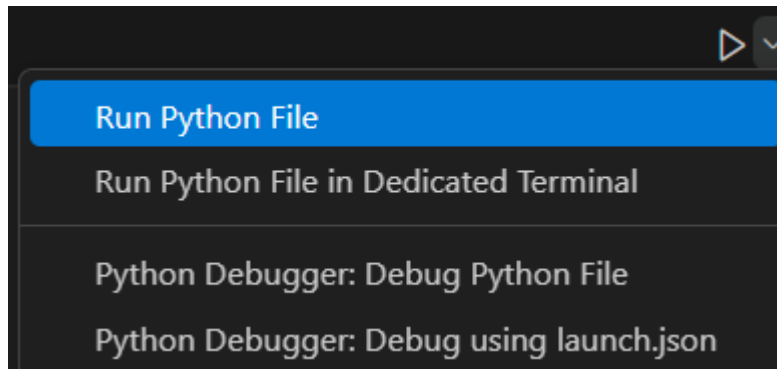 Run Python File
Run Python File in Dedicated Terminal
Python Debugger: Debug Python File
Python Debugger: Debug using launch.json